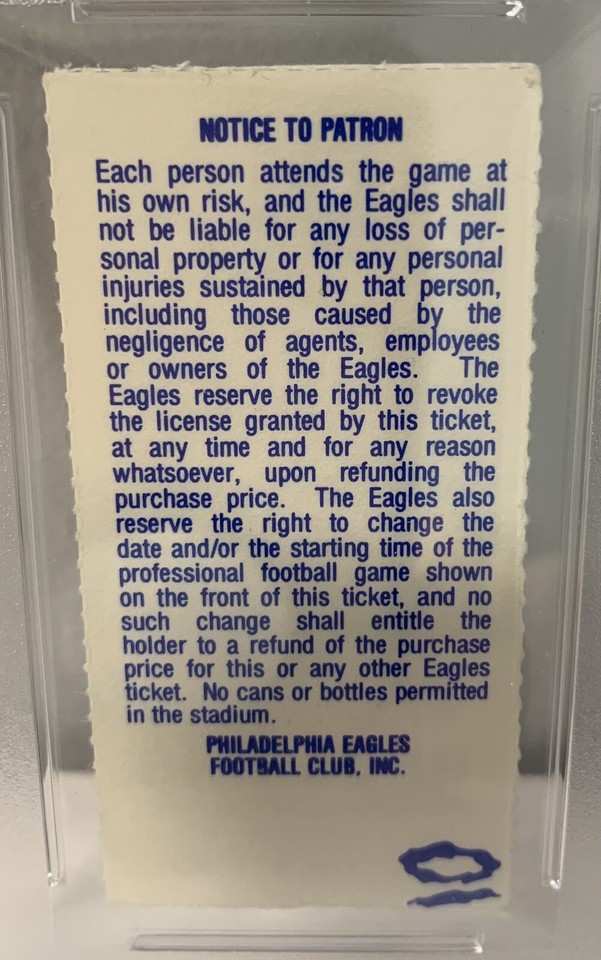 NOTICE TO PATRON
Each person attends the game at
his own risk, and the Eagles shall
not be liable for any loss of per-
sonal property or for any personal
injuries sustained by that person,
including those caused by the
negligence of agents, employees
or owners of the Eagles. The
Eagles reserve the right to revoke
the license granted by this ticket,
at any time and for any reason
whatsoever, upon refunding the
purchase price. The Eagles also
reserve the right to change the
date and/or the starting time of the
professional football game shown
on the front of this ticket, and no
such change shall entitle the
holder to a refund of the purchase
price for this or any other Eagles
ticket. No cans or bottles permitted
in the stadium.
PHILADELPHIA EAGLES
FOOTBALL CLUB, INC.